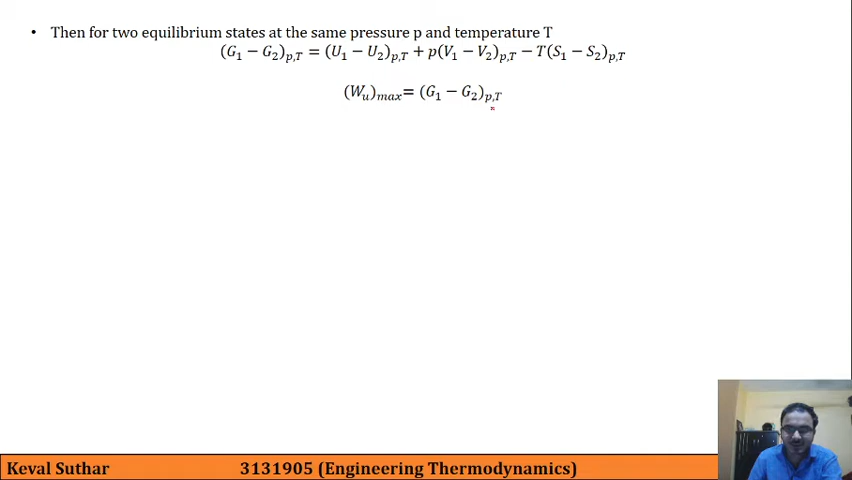 • Then for two equilibrium states at the same pressure p and temperature T
(G₁ − G₂)ₚ,T = (U₁ − U₂)ₚ,T + p(V₁ − V₂)ₚ,T − T(S₁ − S₂)ₚ,T
(Wᵤ)max= (G₁ − G₂)ₚ,T
Keval Suthar 3131905 (Engineering Thermodynamics)